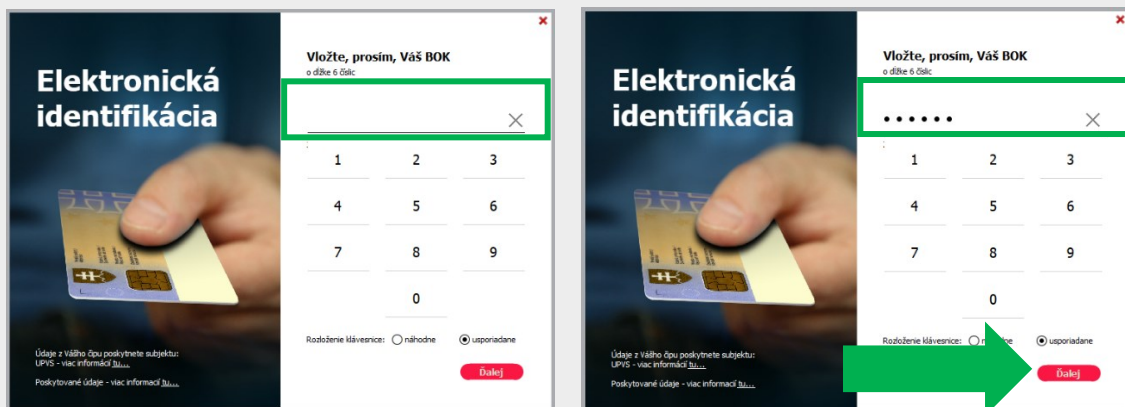 Elektronická
identifikácia
Údaje z Vášho čipu poskytnete subjektu:
UPVS - viac informácií tu...
Poskytované údaje - viac informácií tu...
Vložte, prosím, Váš BOK
o dĺžke 6 číslic
1 2 3
4 5 6
7 8 9
0
Rozloženie klávesnice: náhodne usporiadane
Ďalej
Elektronická
identifikácia
Údaje z Vášho čipu poskytnete subjektu:
UPVS - viac informácií tu...
Poskytované údaje - viac informácií tu...
Vložte, prosím, Váš BOK
o dĺžke 6 číslic
1 2 3
4 5 6
7 8 9
0
Rozloženie klávesnice: usporiadane
Ďalej